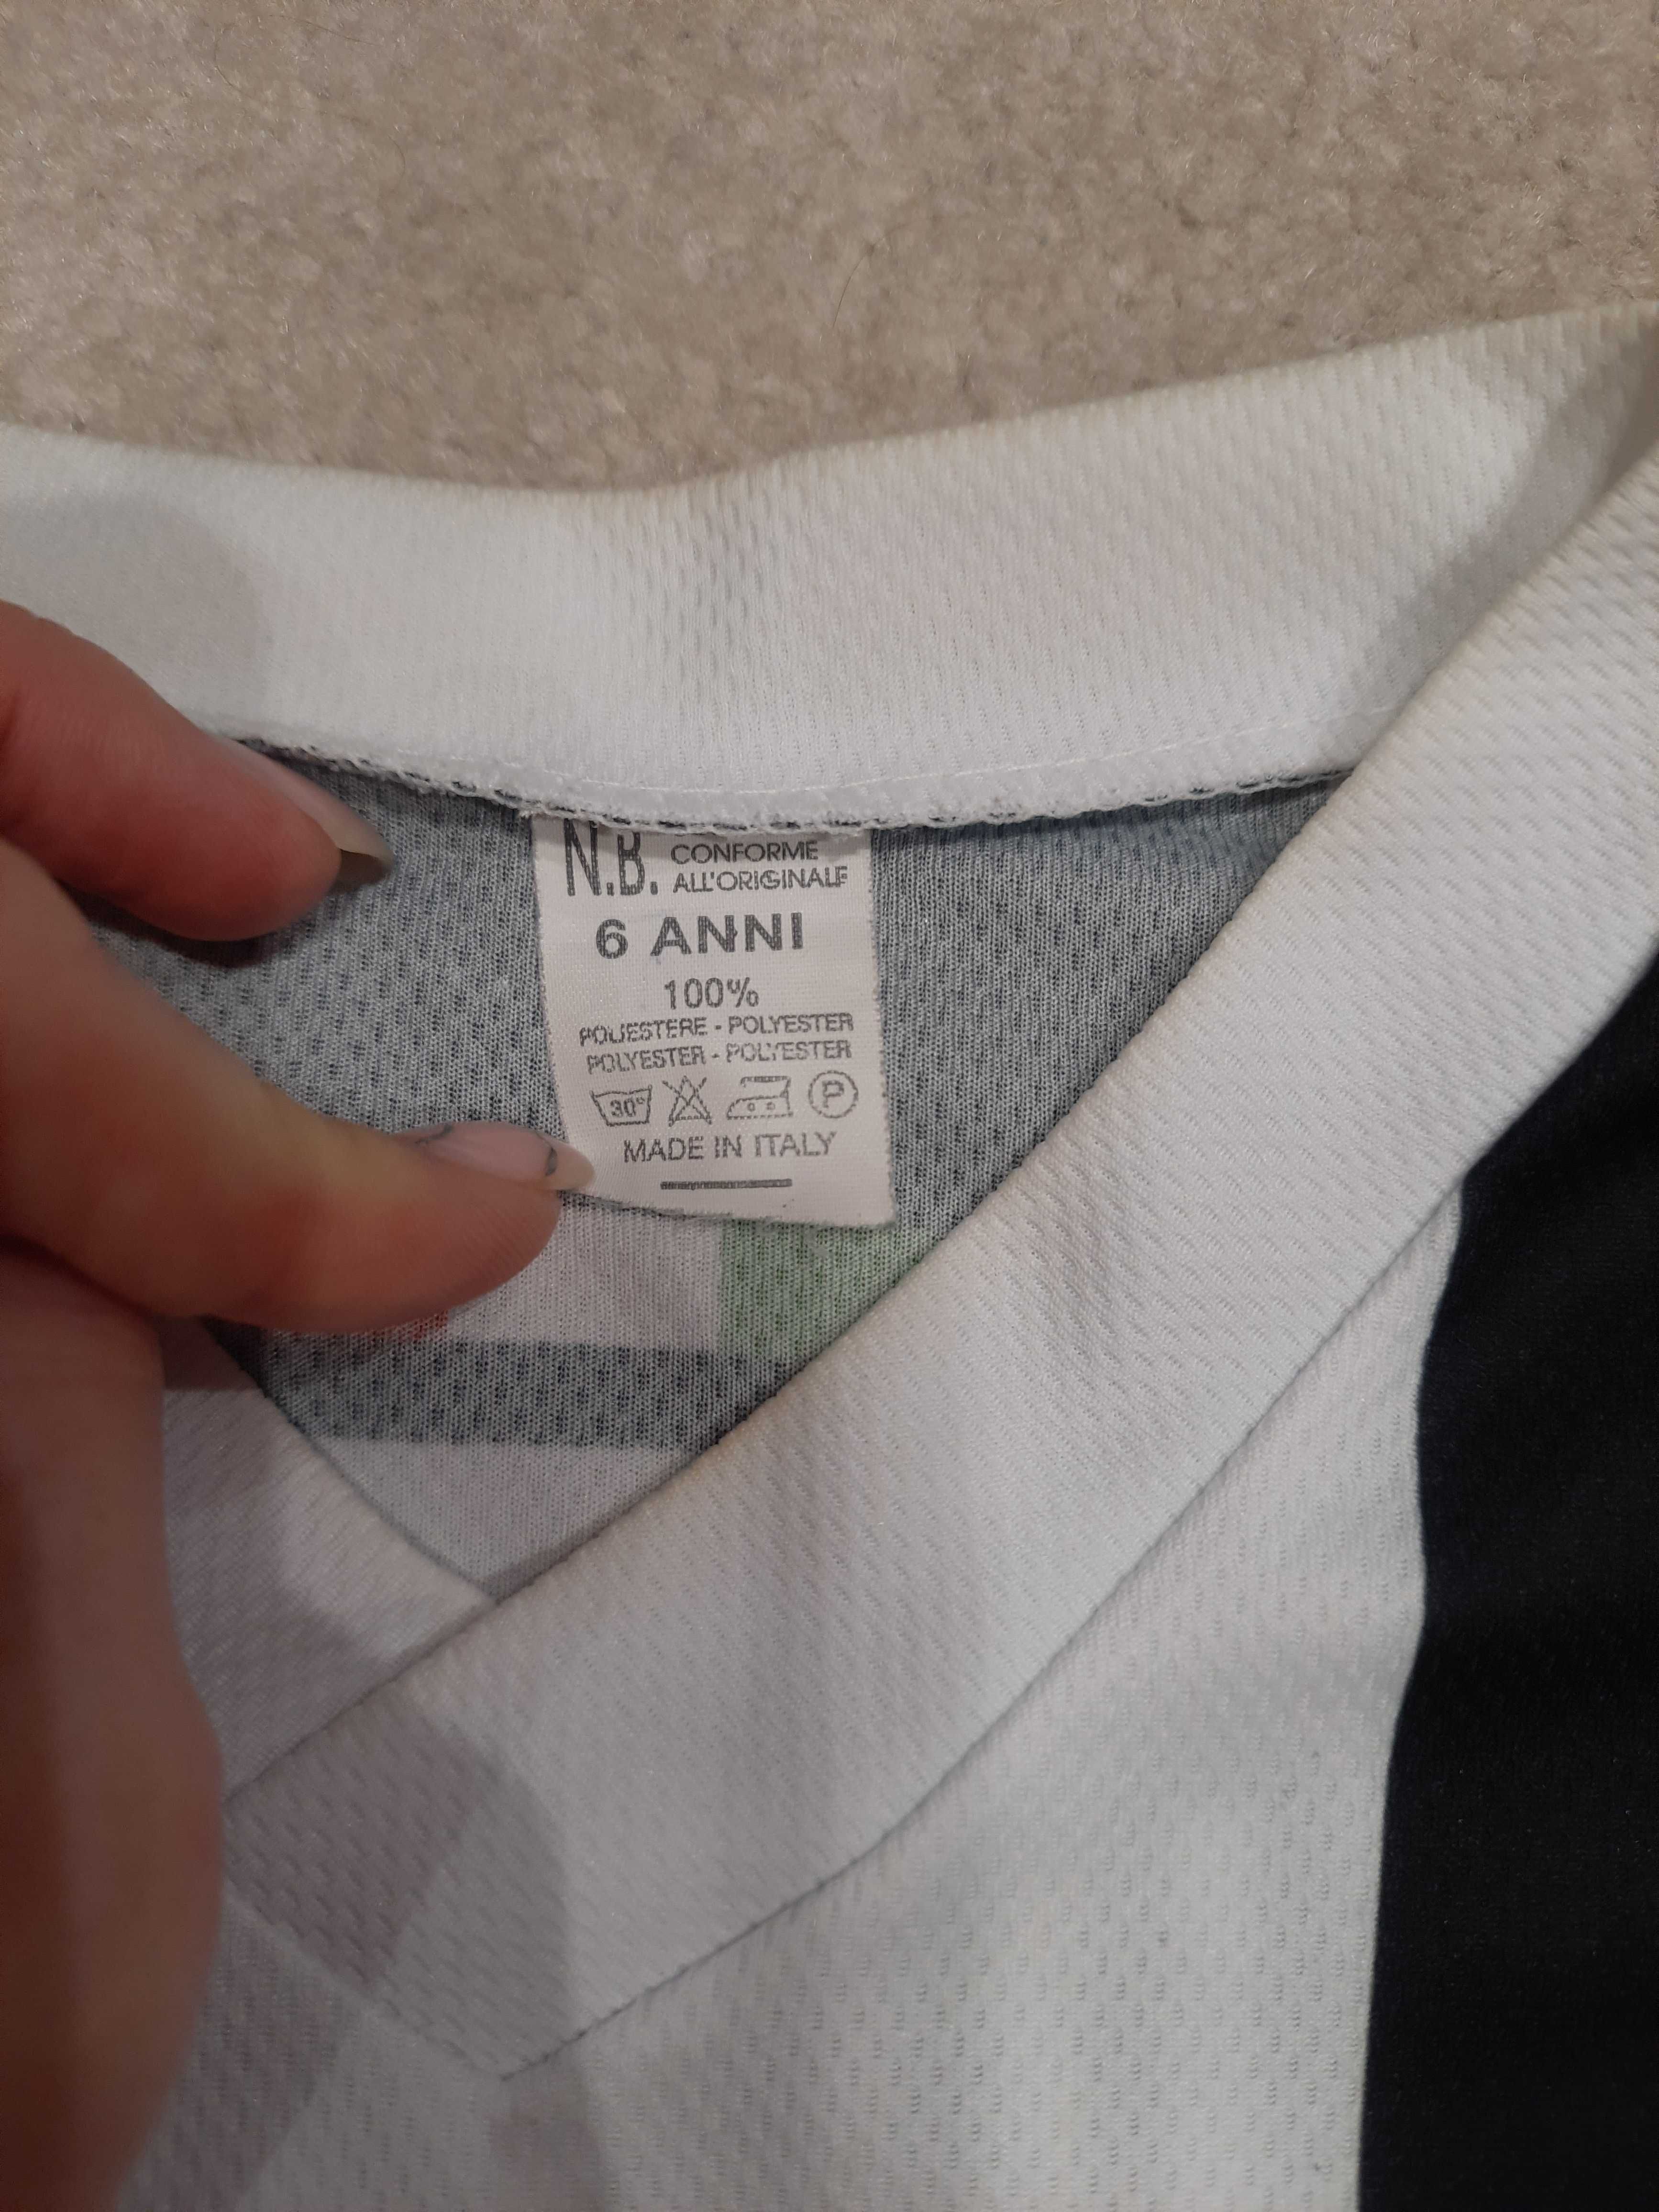 N.B. CONFORME
ALL'ORIGINALE
6 ANNI
100%
POLIESTERE - POLYESTER
POLYESTER - POLYESTER
30° P
MADE IN ITALY